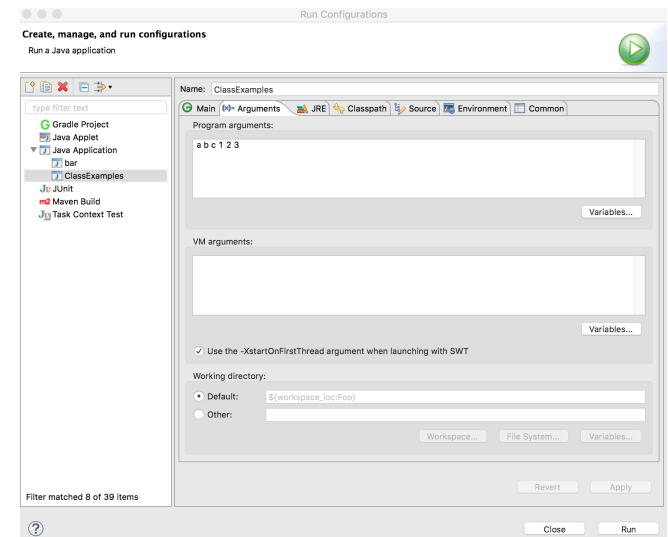 Run Configurations
Create, manage, and run configurations
Run a Java application
type filter text
Gradle Project
Java Applet
Java Application
bar
ClassExamples
Ju JUnit
m2 Maven Build
Task Context Test
Filter matched 8 of 39 items
Name: ClassExamples
Main (x)= Arguments JRE Classpath Source Environment Common
Program arguments:
a b c 1 2 3
Variables...
VM arguments:
Variables...
Use the -XstartOnFirstThread argument when launching with SWT
Working directory:
Default: ${workspace_loc:Foo}
Other:
Workspace... File System... Variables...
Revert Apply
? Close Run